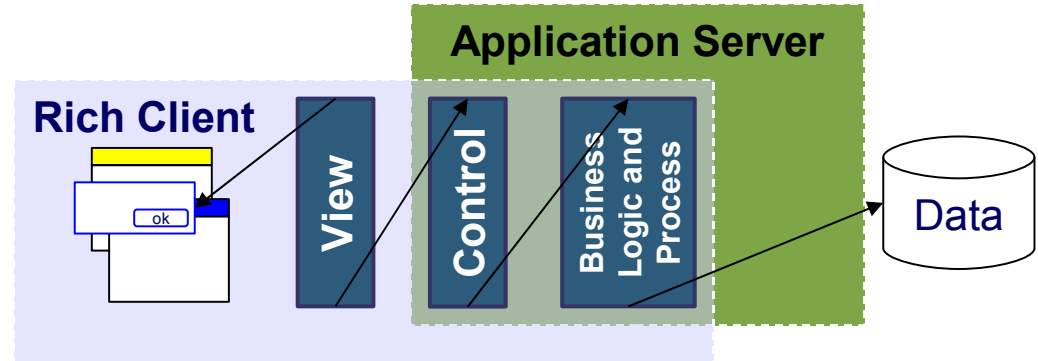 Application Server
Rich Client
ok
View
Control
Business
Logic and
Process
Data